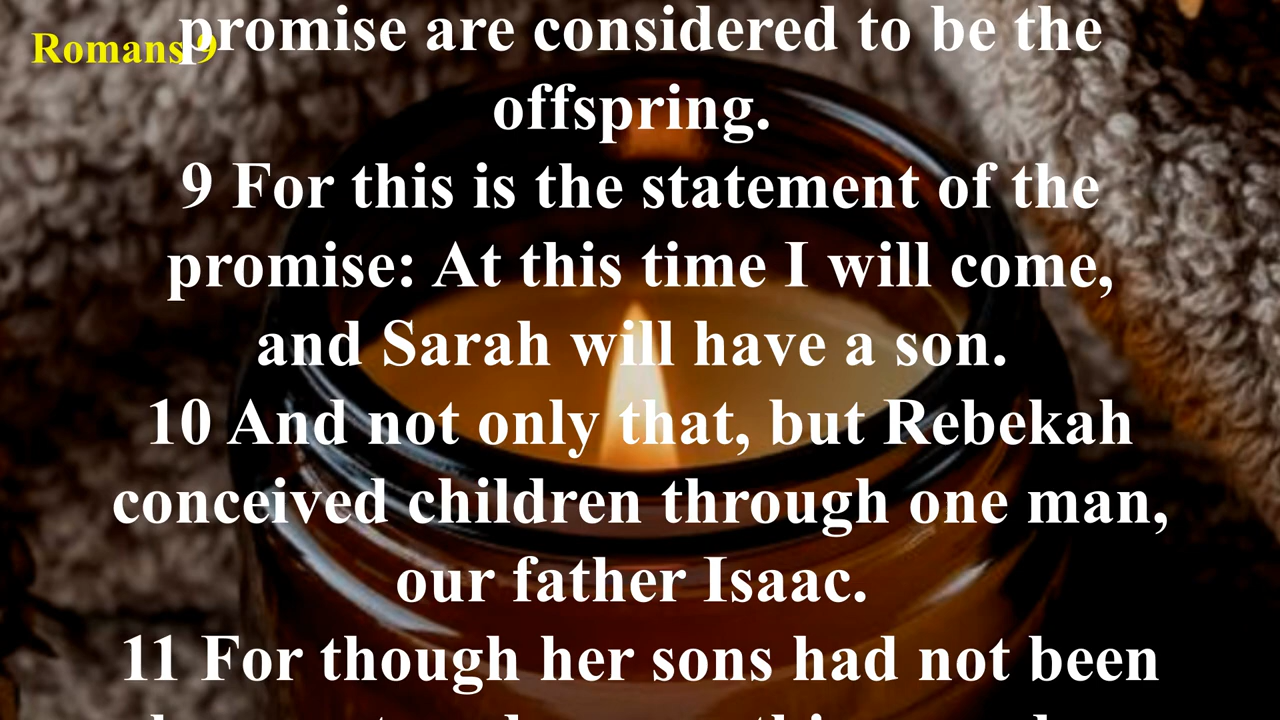 Romans 9
promise are considered to be the
offspring.
9 For this is the statement of the
promise: At this time I will come,
and Sarah will have a son.
10 And not only that, but Rebekah
conceived children through one man,
our father Isaac.
11 For though her sons had not been